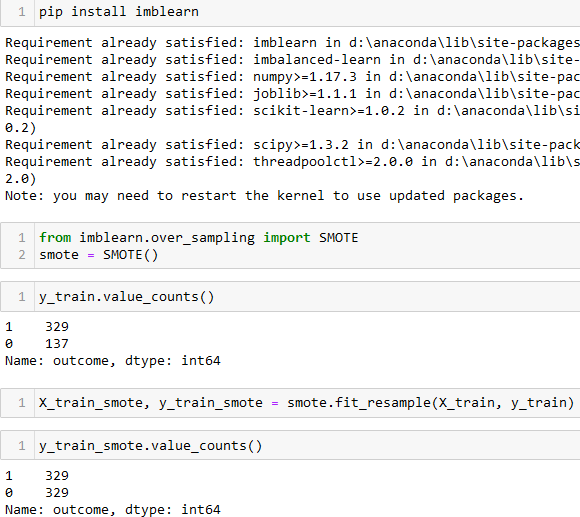 1 pip install imblearn
Requirement already satisfied: imblearn in d:\anaconda\lib\site-packages
Requirement already satisfied: imbalanced-learn in d:\anaconda\lib\site-
Requirement already satisfied: numpy>=1.17.3 in d:\anaconda\lib\site-pac
Requirement already satisfied: joblib>=1.1.1 in d:\anaconda\lib\site-pac
Requirement already satisfied: scikit-learn>=1.0.2 in d:\anaconda\lib\si
0.2)
Requirement already satisfied: scipy>=1.3.2 in d:\anaconda\lib\site-pack
Requirement already satisfied: threadpoolctl>=2.0.0 in d:\anaconda\lib\s
2.0)
Note: you may need to restart the kernel to use updated packages.
1 from imblearn.over_sampling import SMOTE
2 smote = SMOTE()
1 y_train.value_counts()
1    329
0    137
Name: outcome, dtype: int64
1 X_train_smote, y_train_smote = smote.fit_resample(X_train, y_train)
1 y_train_smote.value_counts()
1    329
0    329
Name: outcome, dtype: int64